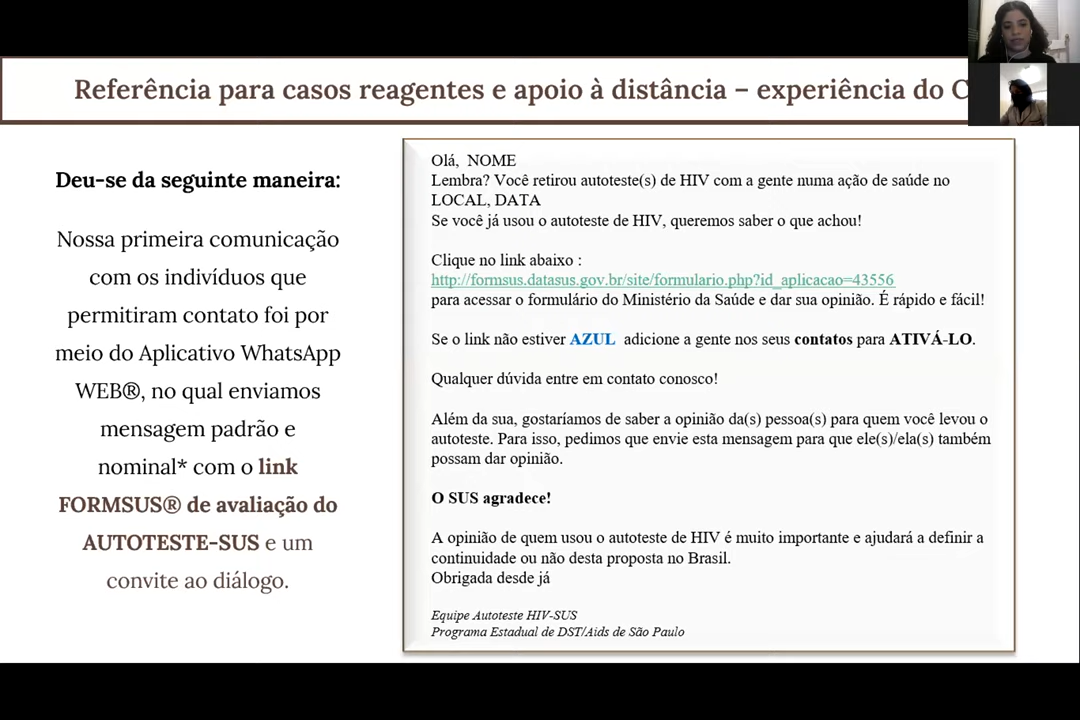 Referência para casos reagentes e apoio à distância – experiência do C
Deu-se da seguinte maneira:
Nossa primeira comunicação
com os indivíduos que
permitiram contato foi por
meio do Aplicativo WhatsApp
WEB®, no qual enviamos
mensagem padrão e
nominal* com o link
FORMSUS® de avaliação do
AUTOTESTE-SUS e um
convite ao diálogo.
Olá, NOME
Lembra? Você retirou autoteste(s) de HIV com a gente numa ação de saúde no
LOCAL, DATA
Se você já usou o autoteste de HIV, queremos saber o que achou!
Clique no link abaixo :
http://formsus.datasus.gov.br/site/formulario.php?id_aplicacao=43556
para acessar o formulário do Ministério da Saúde e dar sua opinião. É rápido e fácil!
Se o link não estiver AZUL adicione a gente nos seus contatos para ATIVÁ-LO.
Qualquer dúvida entre em contato conosco!
Além da sua, gostaríamos de saber a opinião da(s) pessoa(s) para quem você levou o
autoteste. Para isso, pedimos que envie esta mensagem para que ele(s)/ela(s) também
possam dar opinião.
O SUS agradece!
A opinião de quem usou o autoteste de HIV é muito importante e ajudará a definir a
continuidade ou não desta proposta no Brasil.
Obrigada desde já
Equipe Autoteste HIV-SUS
Programa Estadual de DST/Aids de São Paulo